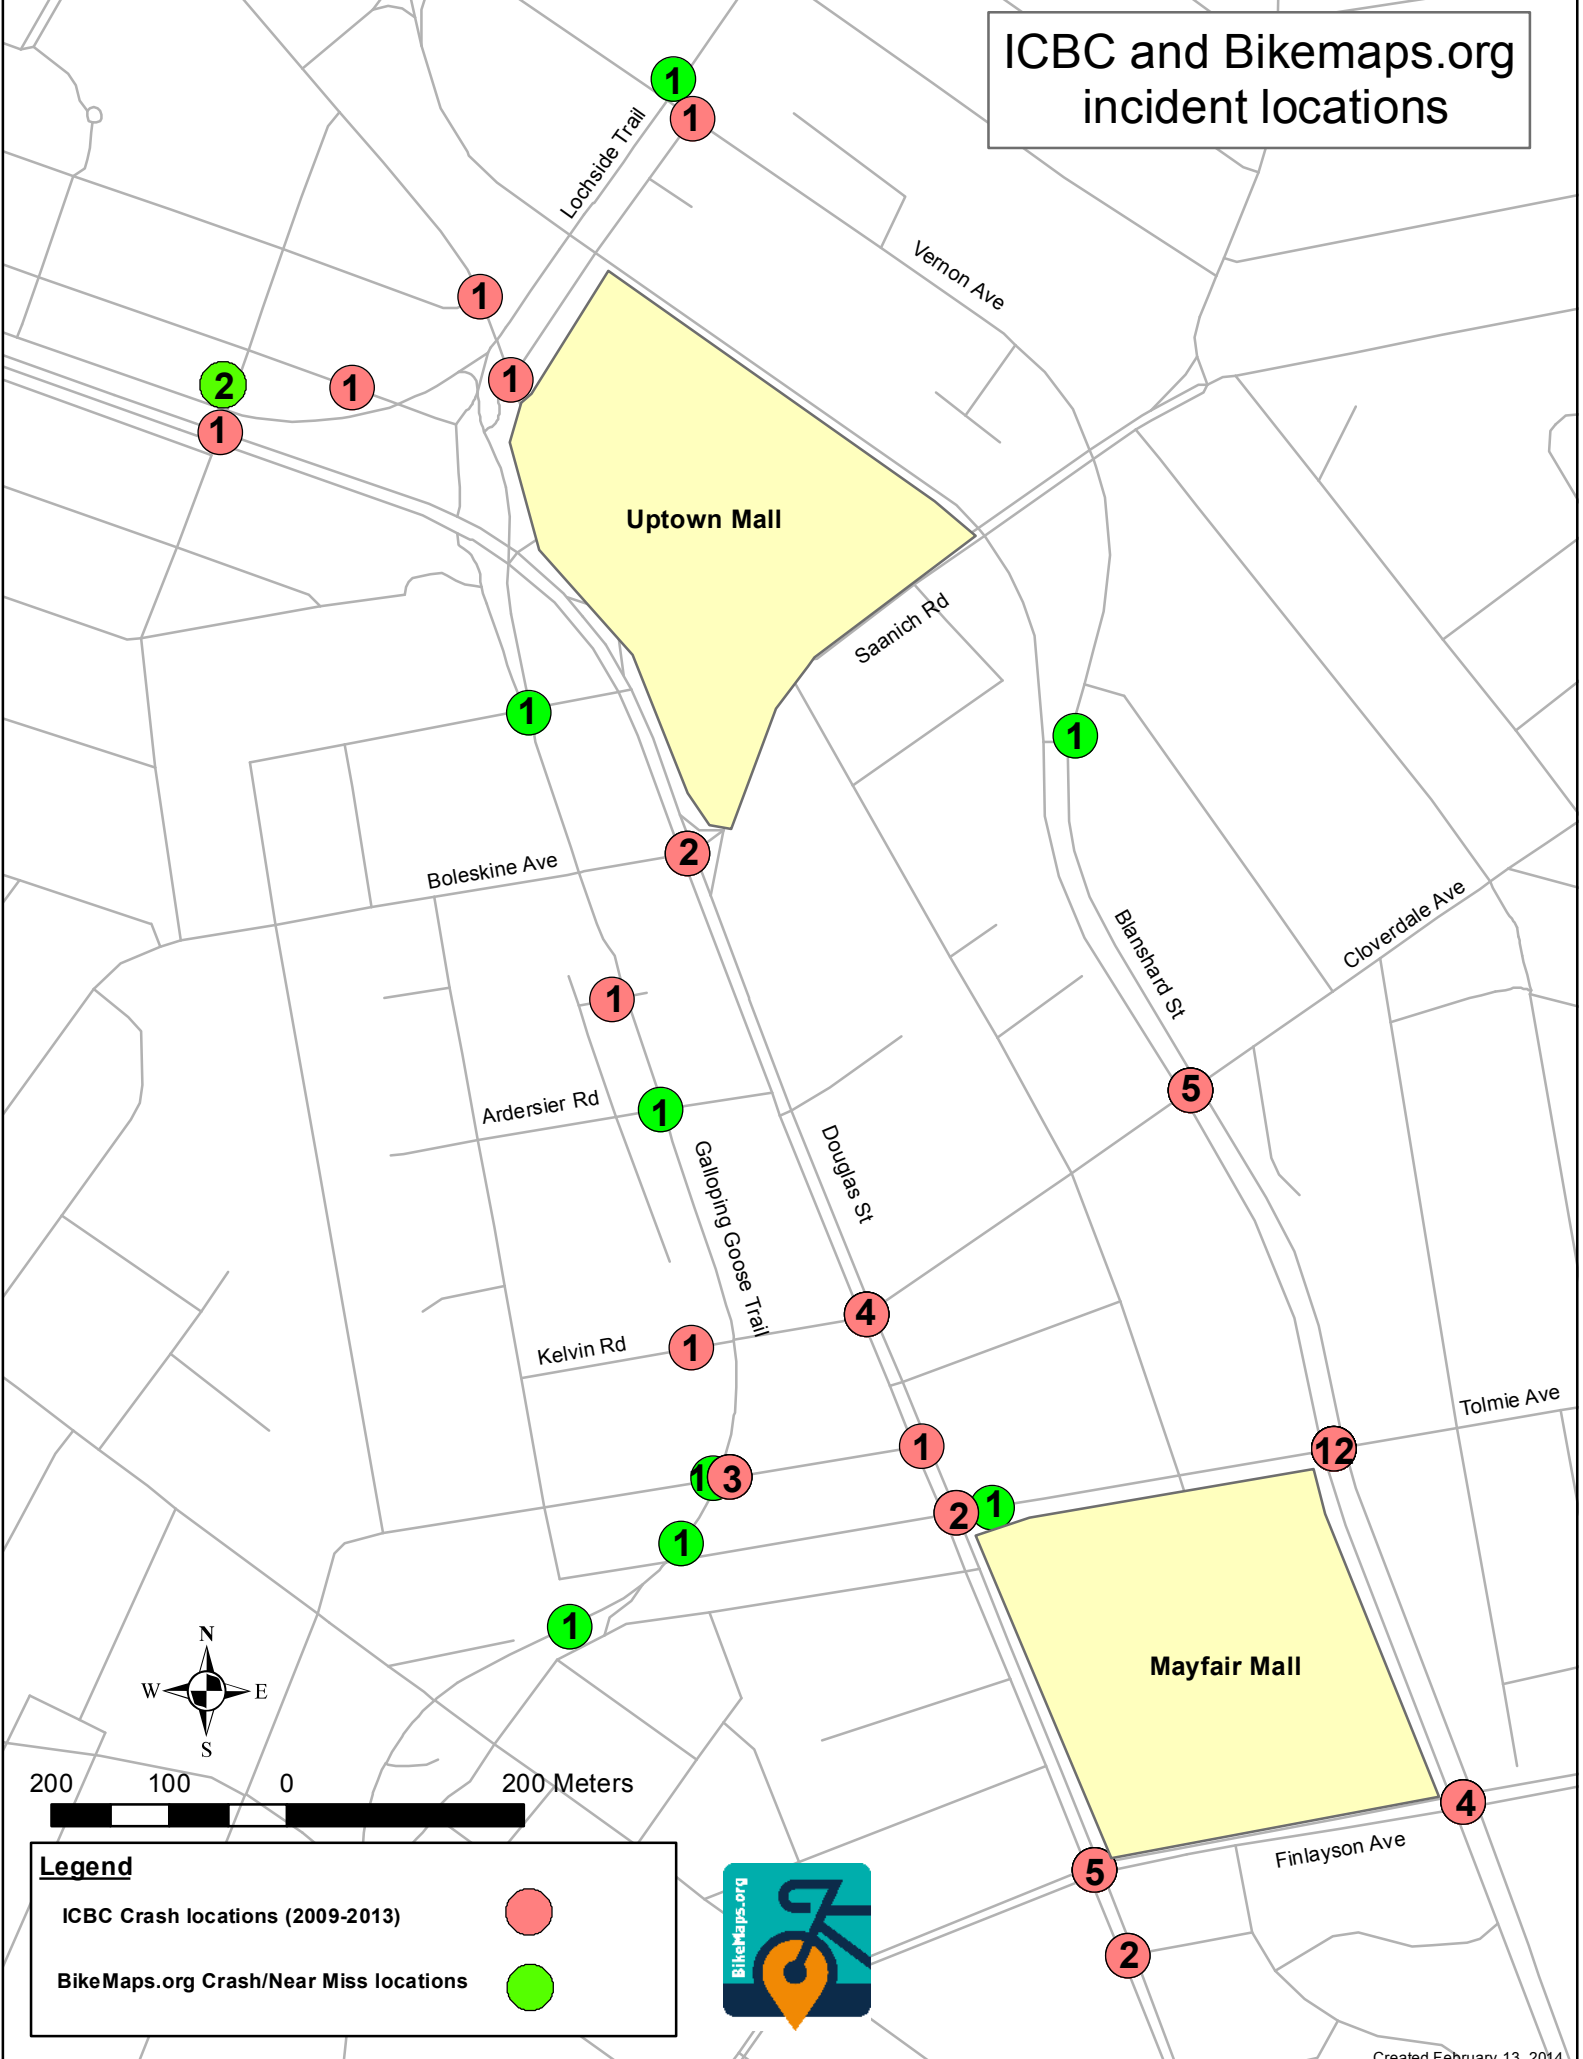 ICBC and Bikemaps.org
incident locations
1
1
Lochside Trail
Vernon Ave
1
1
2
1
1
Uptown Mall
Saanich Rd
1
1
2
Boleskine Ave
Cloverdale Ave
Blanshard St
1
5
Ardersier Rd
1
Douglas St
Galloping Goose Trail
4
Kelvin Rd
1
Tolmie Ave
1
12
1
3
2
1
1
1
Mayfair Mall
N
W
E
S
200
100
0
200 Meters
4
Finlayson Ave
5
2
Legend
ICBC Crash locations (2009-2013)
BikeMaps.org Crash/Near Miss locations
BikeMaps.org
Created February 13, 2014